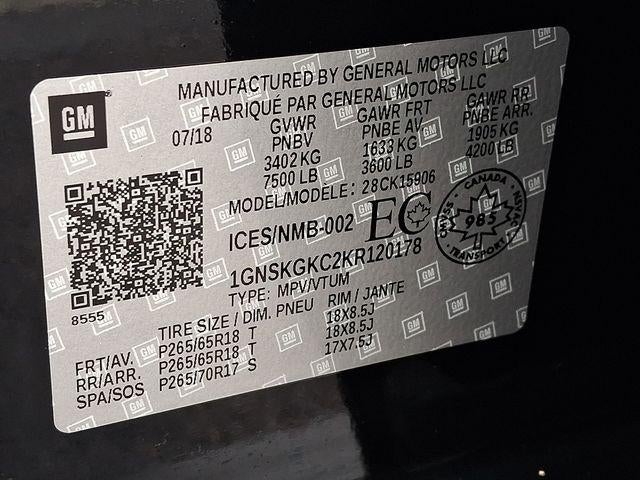 GM
MANUFACTURED BY GENERAL MOTORS LLC
FABRIQUÉ PAR GENERAL MOTORS LLC
07/18 GVWR GAWR FRT GAWR RR
PNBV PNBE AV PNBE ARR.
3402 KG 1633 KG 1905 KG
7500 LB 3600 LB 4200 LB
MODEL/MODÈLE: 28CK15906
ICES/NMB-002 EC
CANADA
985
TRANSPORT
1GNSKGKC2KR120178
TYPE: MPV/VTUM
8555
TIRE SIZE / DIM. PNEU RIM / JANTE
FRT/AV. P265/65R18 T 18X8.5J
RR/ARR. P265/65R18 T 18X8.5J
SPA/SOS P265/70R17 S 17X7.5J